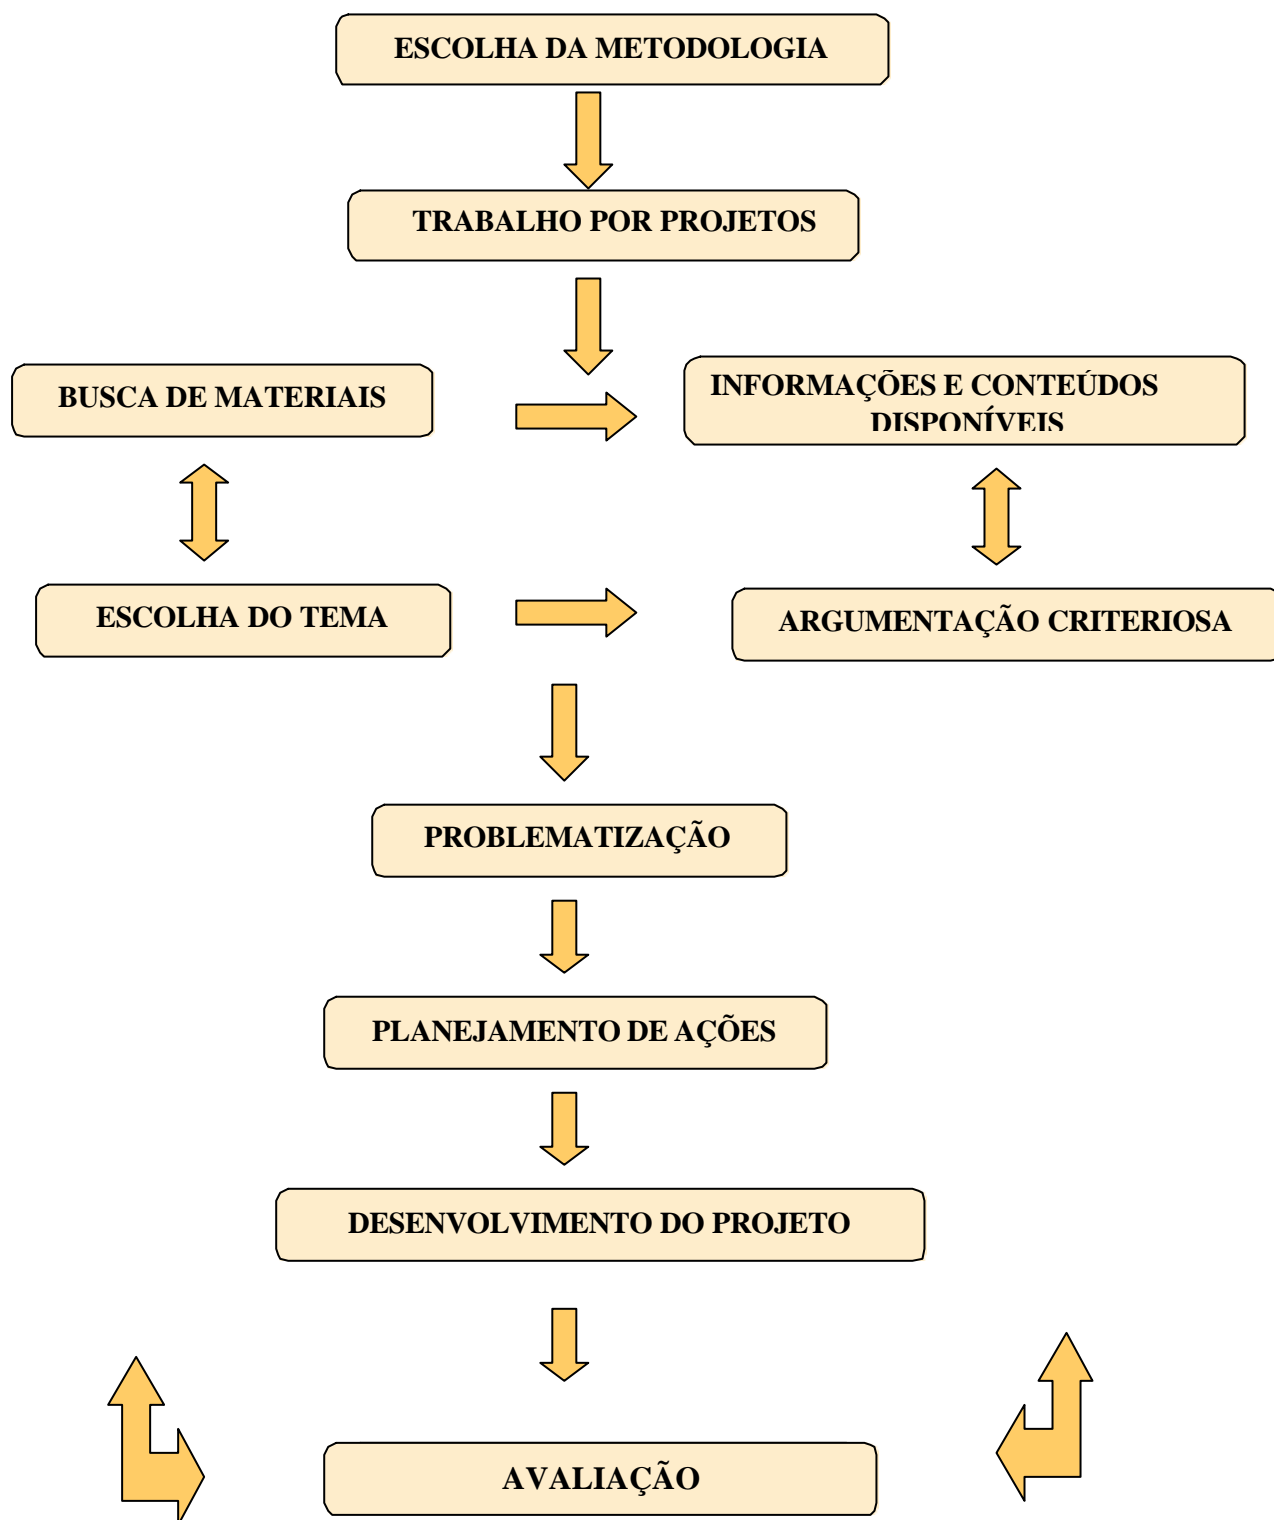 ESCOLHA DA METODOLOGIA
TRABALHO POR PROJETOS
BUSCA DE MATERIAIS
INFORMAÇÕES E CONTEÚDOS
DISPONÍVEIS
ESCOLHA DO TEMA
ARGUMENTAÇÃO CRITERIOSA
PROBLEMATIZAÇÃO
PLANEJAMENTO DE AÇÕES
DESENVOLVIMENTO DO PROJETO
AVALIAÇÃO